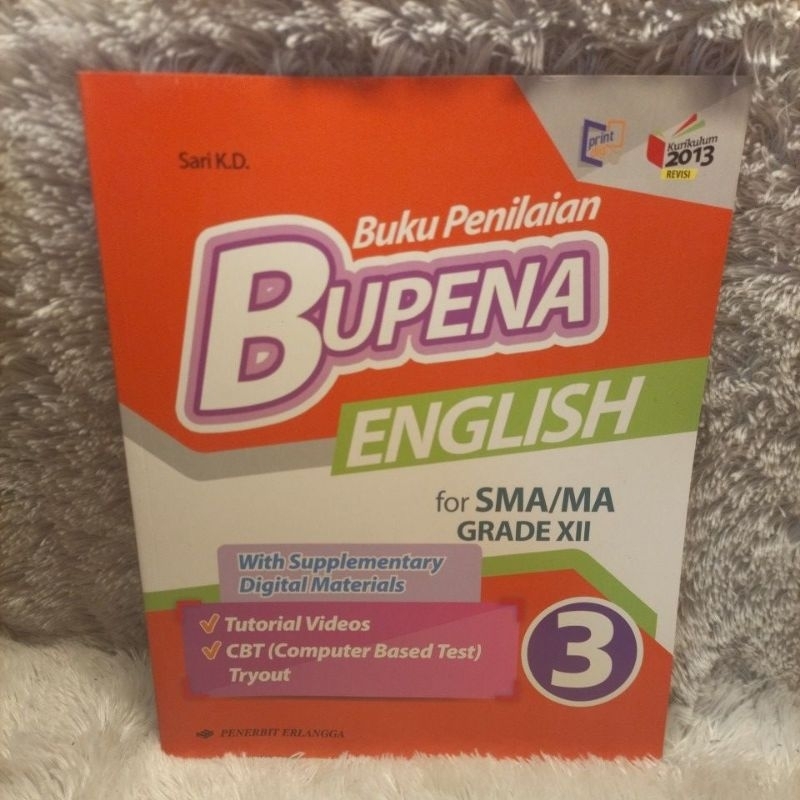 Sari K.D.
print
Kurikulum
2013
REVISI
Buku Penilaian
BUPENA
ENGLISH
for SMA/MA
GRADE XII
With Supplementary
Digital Materials
Tutorial Videos
CBT (Computer Based Test)
Tryout
3
PENERBIT ERLANGGA